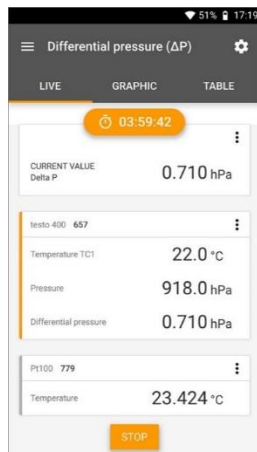 51% 17:19
Differential pressure (ΔP)
LIVE GRAPHIC TABLE
03:59:42
CURRENT VALUE
Delta P 0.710 hPa
testo 400 657
Temperature TC1 22.0 °C
Pressure 918.0 hPa
Differential pressure 0.710 hPa
Pt100 779
Temperature 23.424 °C
STOP